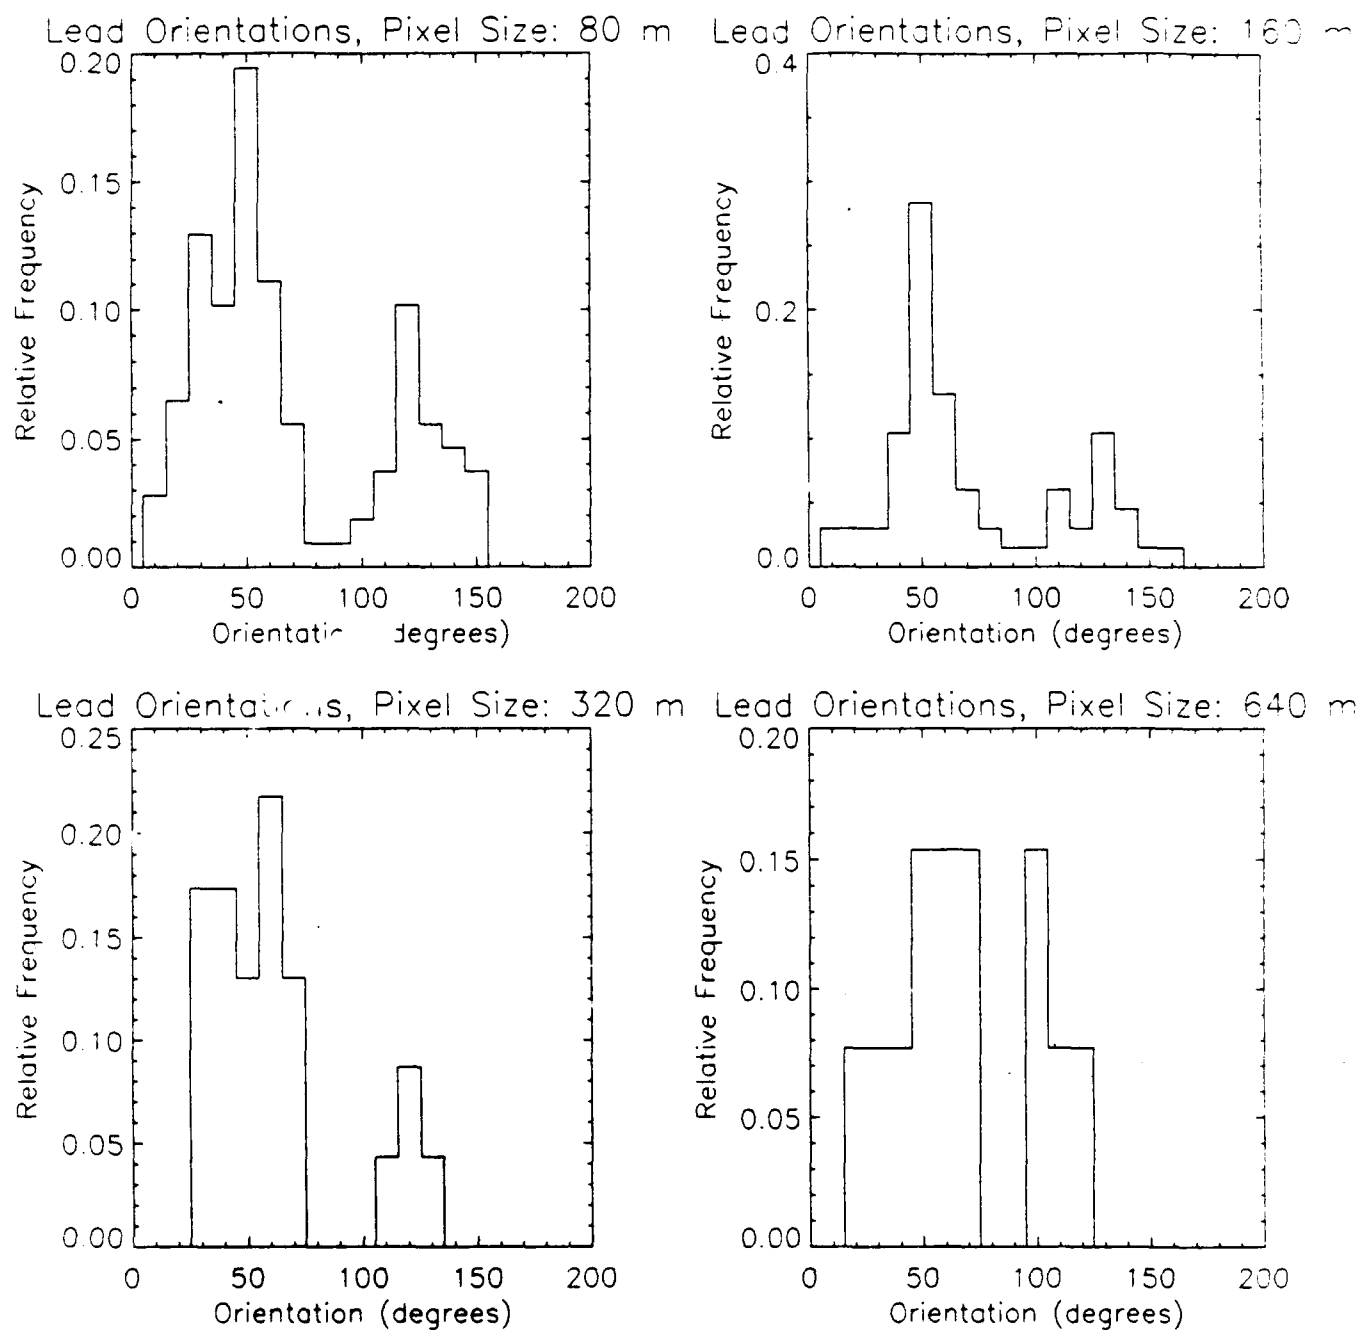 Lead Orientations, Pixel Size: 80 m
0.20
0.15
0.10
0.05
0.00
Relative Frequency
0 50 100 150 200
degrees)
Lead Orientations, Pixel Size: 160 m
0.4
0.2
0.0
Relative Frequency
0 50 100 150 200
Orientation (degrees)
Lead Pixel Size: 320 m
0.25
0.20
0.15
0.10
0.05
0.00
Relative Frequency
0 50 100 150 200
Orientation (degrees)
Lead Orientations, Pixel Size: 640 m
0.20
0.15
0.10
0.05
0.00
Relative Frequency
0 50 100 150 200
Orientation (degrees)